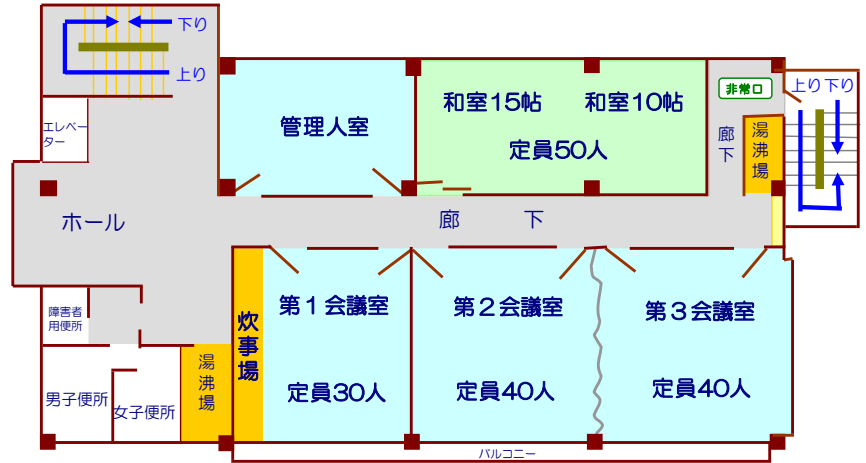 下り
上り
エレベー
ター
管理人室
和室15帖
和室10帖
定員50人
非常口
上り下り
廊
下
湯
沸
場
ホール
廊 下
第1会議室
第2会議室
第3会議室
障害者
用便所
炊
事
場
湯
沸
場
定員30人
定員40人
定員40人
男子便所
女子便所
バルコニー